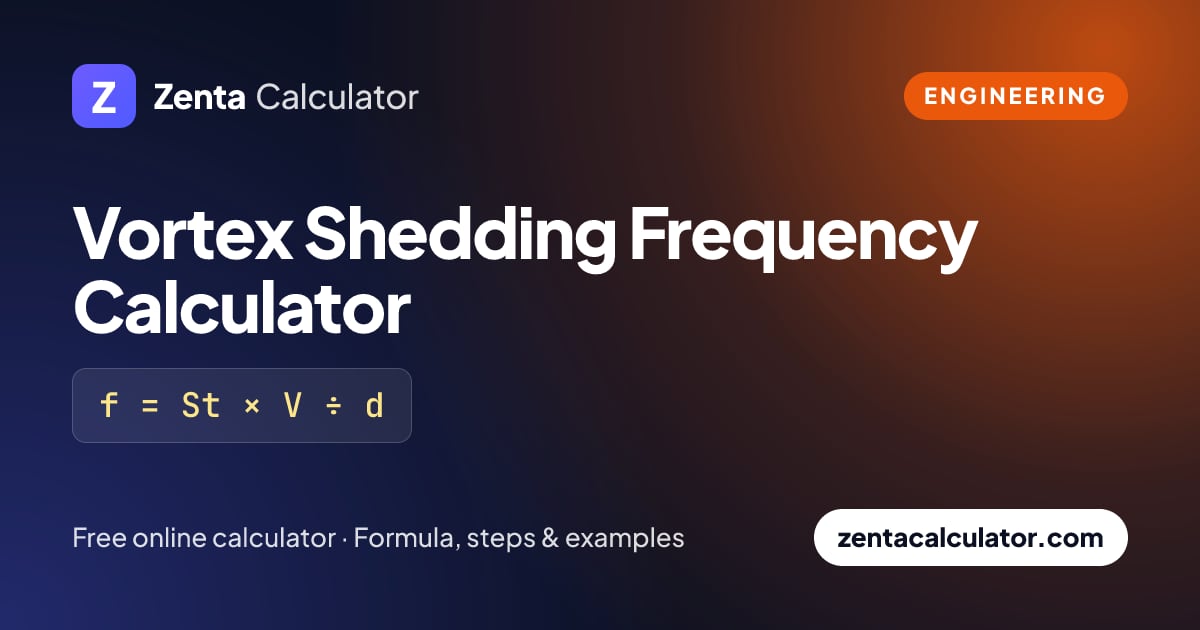 Z Zenta Calculator
ENGINEERING
Vortex Shedding Frequency
Calculator
f = St × V ÷ d
Free online calculator · Formula, steps & examples
zentacalculator.com